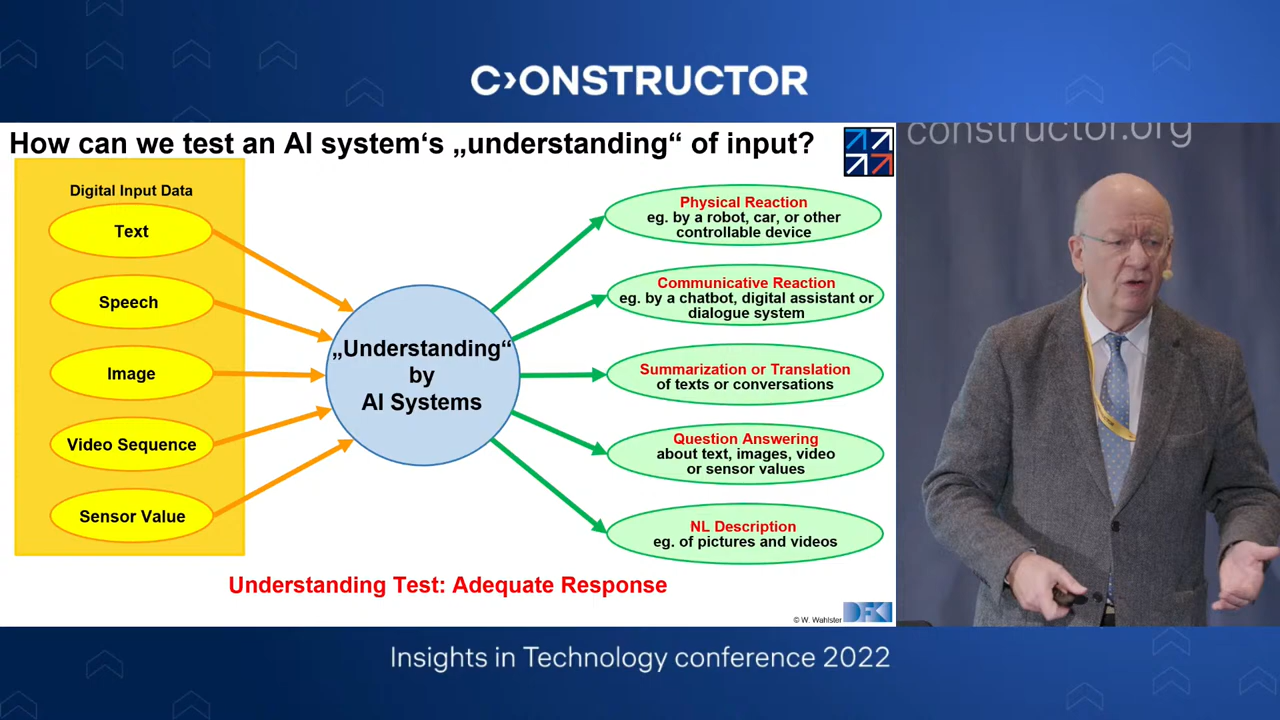 C›ONSTRUCTOR
constructor.org
How can we test an AI system‘s „understanding“ of input?
Digital Input Data
Text
Speech
Image
Video Sequence
Sensor Value
„Understanding“
by
AI Systems
Physical Reaction
eg. by a robot, car, or other
controllable device
Communicative Reaction
eg. by a chatbot, digital assistant or
dialogue system
Summarization or Translation
of texts or conversations
Question Answering
about text, images, video
or sensor values
NL Description
eg. of pictures and videos
Understanding Test: Adequate Response
© W. Wahlster
DFKI
Insights in Technology conference 2022